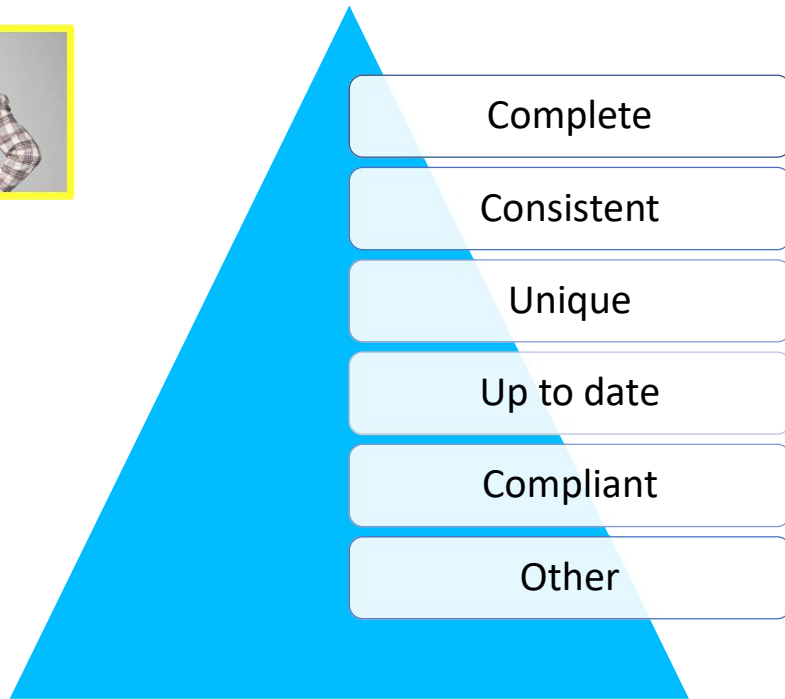 Complete
Consistent
Unique
Up to date
Compliant
Other